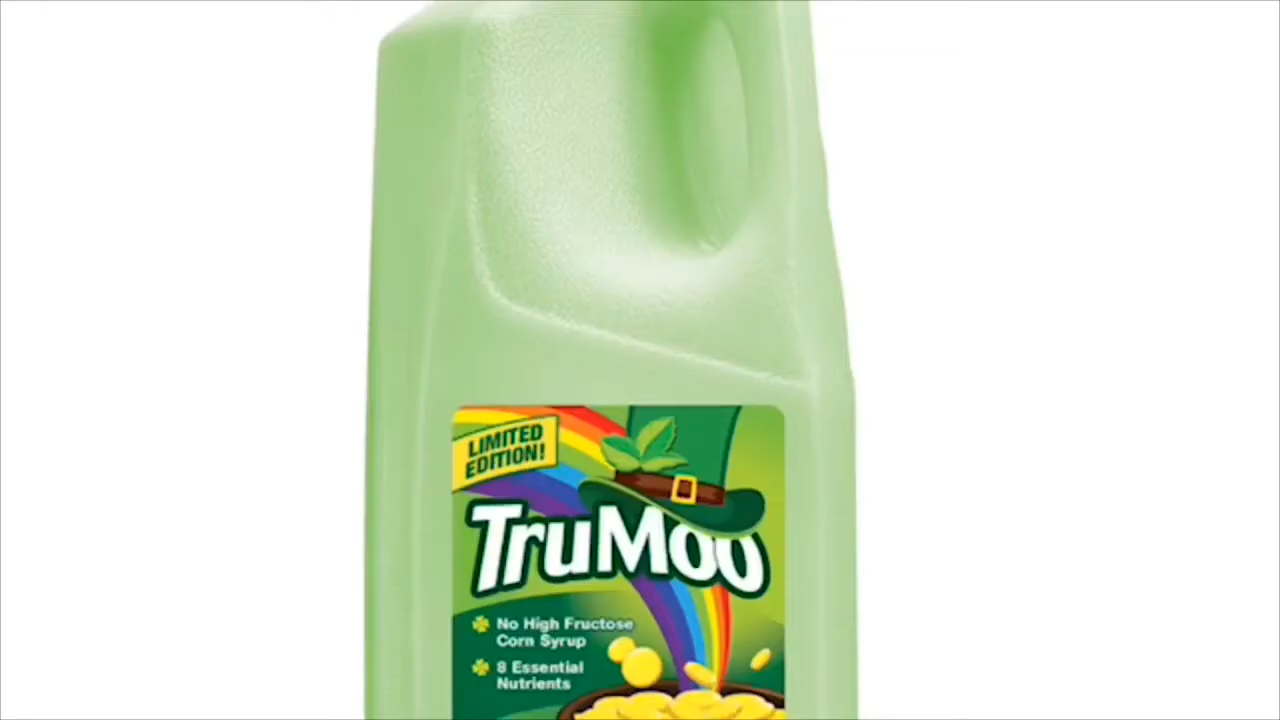 LIMITED
EDITION!
TruMoo
No High Fructose
Corn Syrup
8 Essential
Nutrients